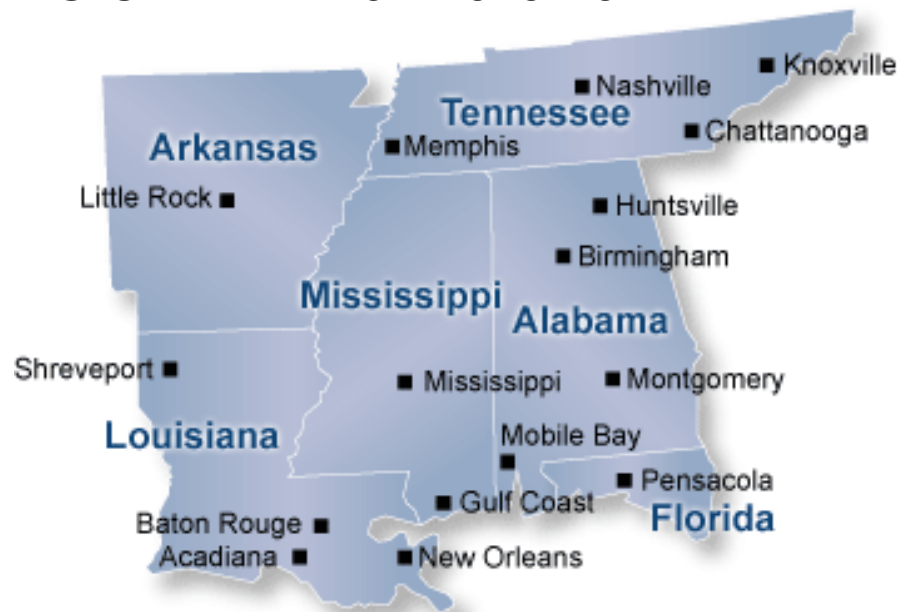 Knoxville
Nashville
Tennessee
Chattanooga
Arkansas
Memphis
Little Rock
Huntsville
Birmingham
Mississippi
Alabama
Shreveport
Mississippi
Montgomery
Louisiana
Mobile Bay
Pensacola
Gulf Coast
Florida
Baton Rouge
Acadiana
New Orleans